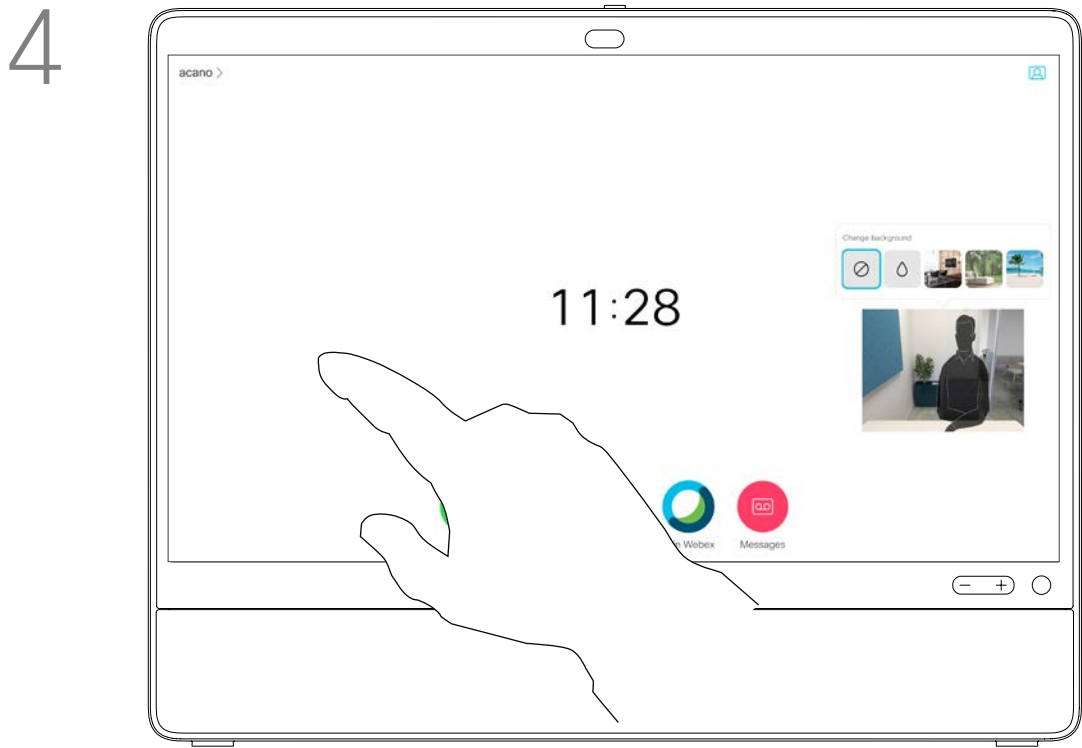 4
acano >
Change background
11:28
n Webex
Messages
− +